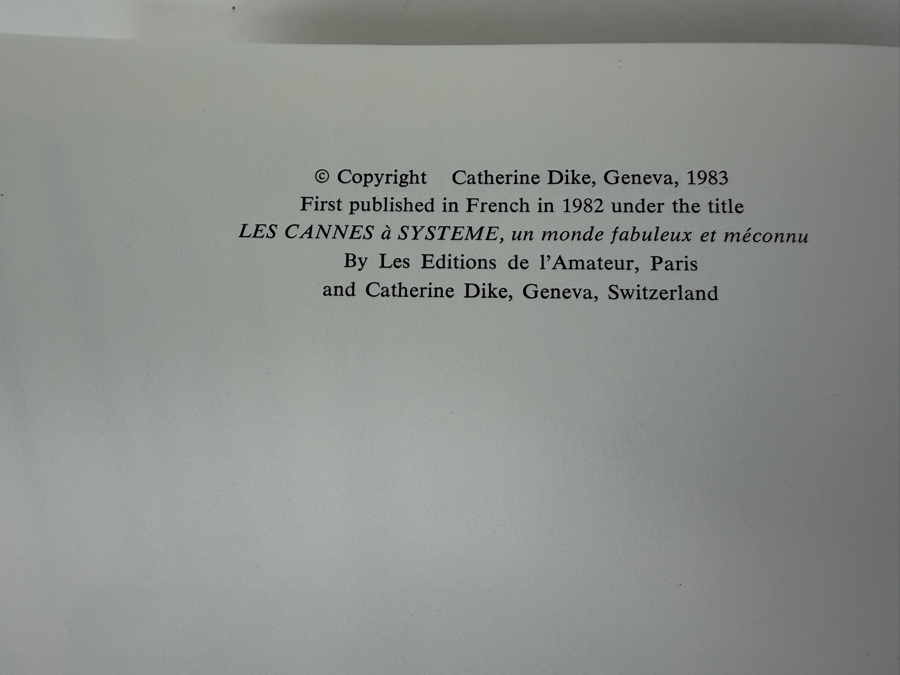 © Copyright Catherine Dike, Geneva, 1983
First published in French in 1982 under the title
LES CANNES à SYSTEME, un monde fabuleux et méconnu
By Les Editions de l'Amateur, Paris
and Catherine Dike, Geneva, Switzerland